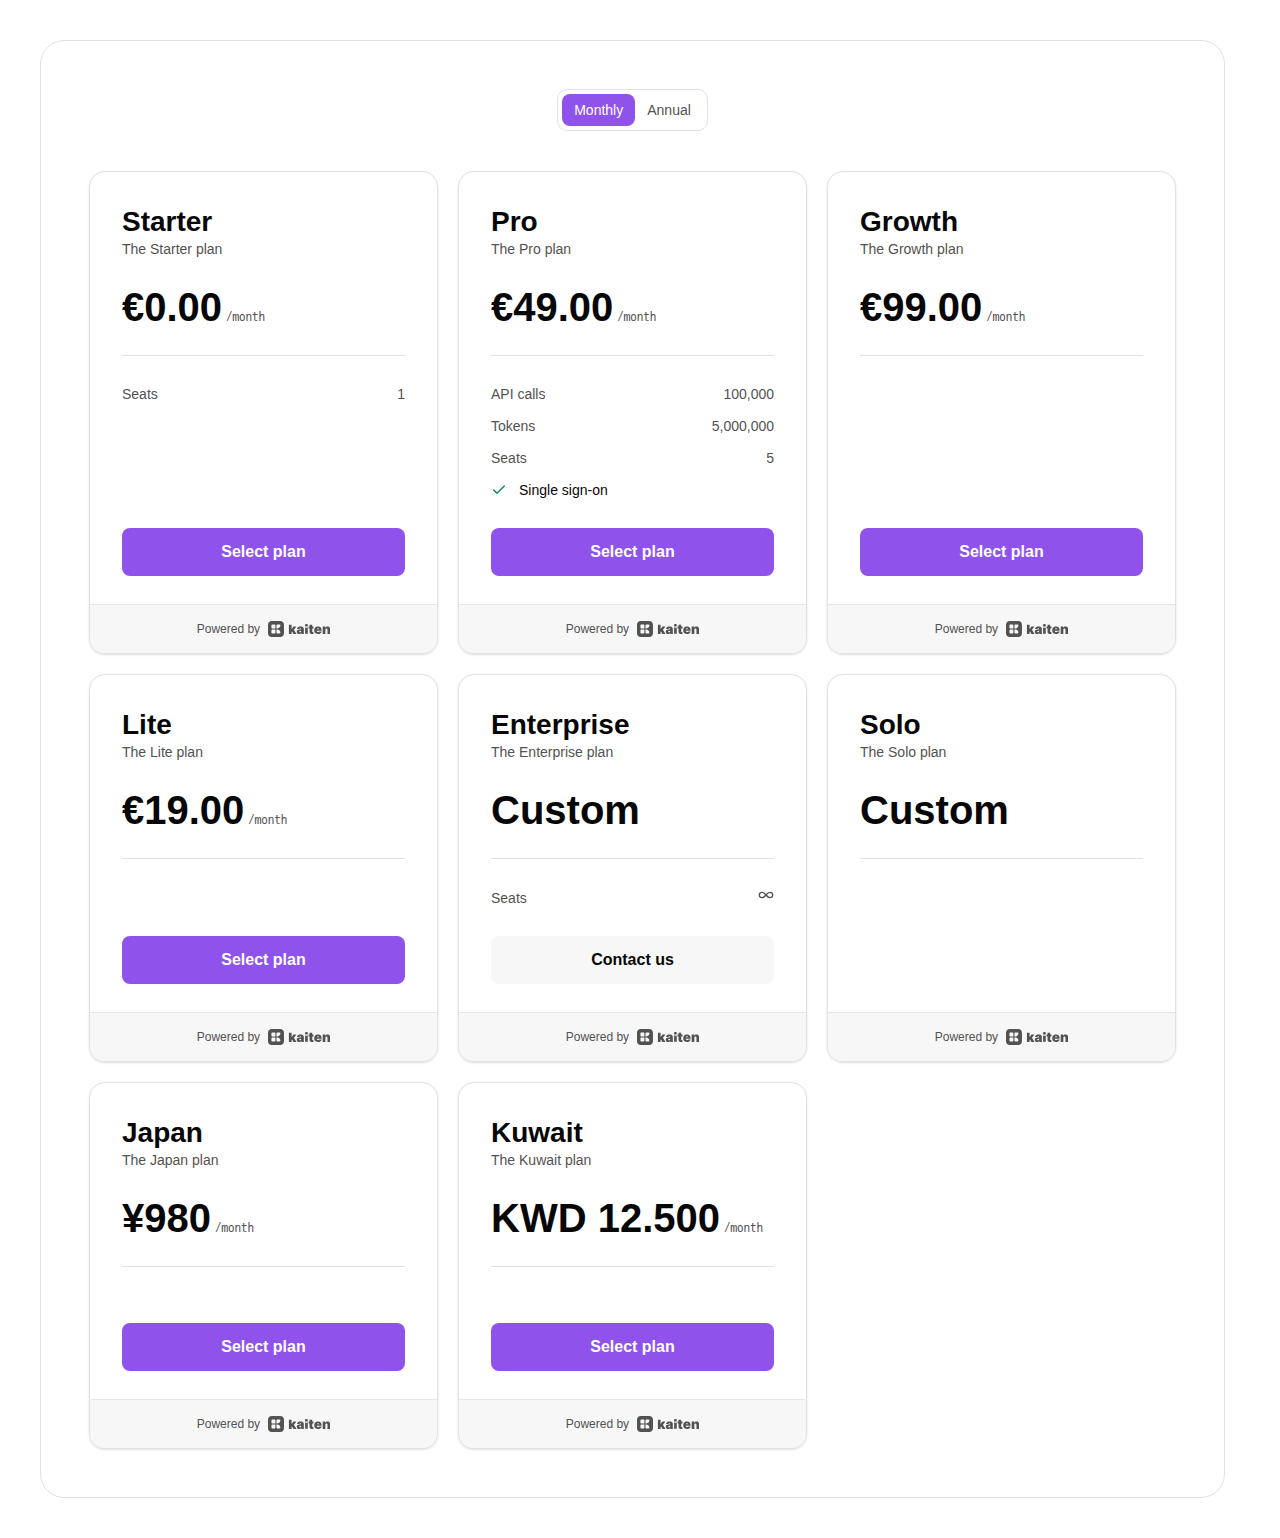 Monthly Annual
Starter
The Starter plan
€0.00 /month
Seats 1
Select plan
Powered by kaiten
Pro
The Pro plan
€49.00 /month
API calls 100,000
Tokens 5,000,000
Seats 5
Single sign-on
Select plan
Powered by kaiten
Growth
The Growth plan
€99.00 /month
Select plan
Powered by kaiten
Lite
The Lite plan
€19.00 /month
Select plan
Powered by kaiten
Enterprise
The Enterprise plan
Custom
Seats ∞
Contact us
Powered by kaiten
Solo
The Solo plan
Custom
Powered by kaiten
Japan
The Japan plan
¥980 /month
Select plan
Powered by kaiten
Kuwait
The Kuwait plan
KWD 12.500 /month
Select plan
Powered by kaiten